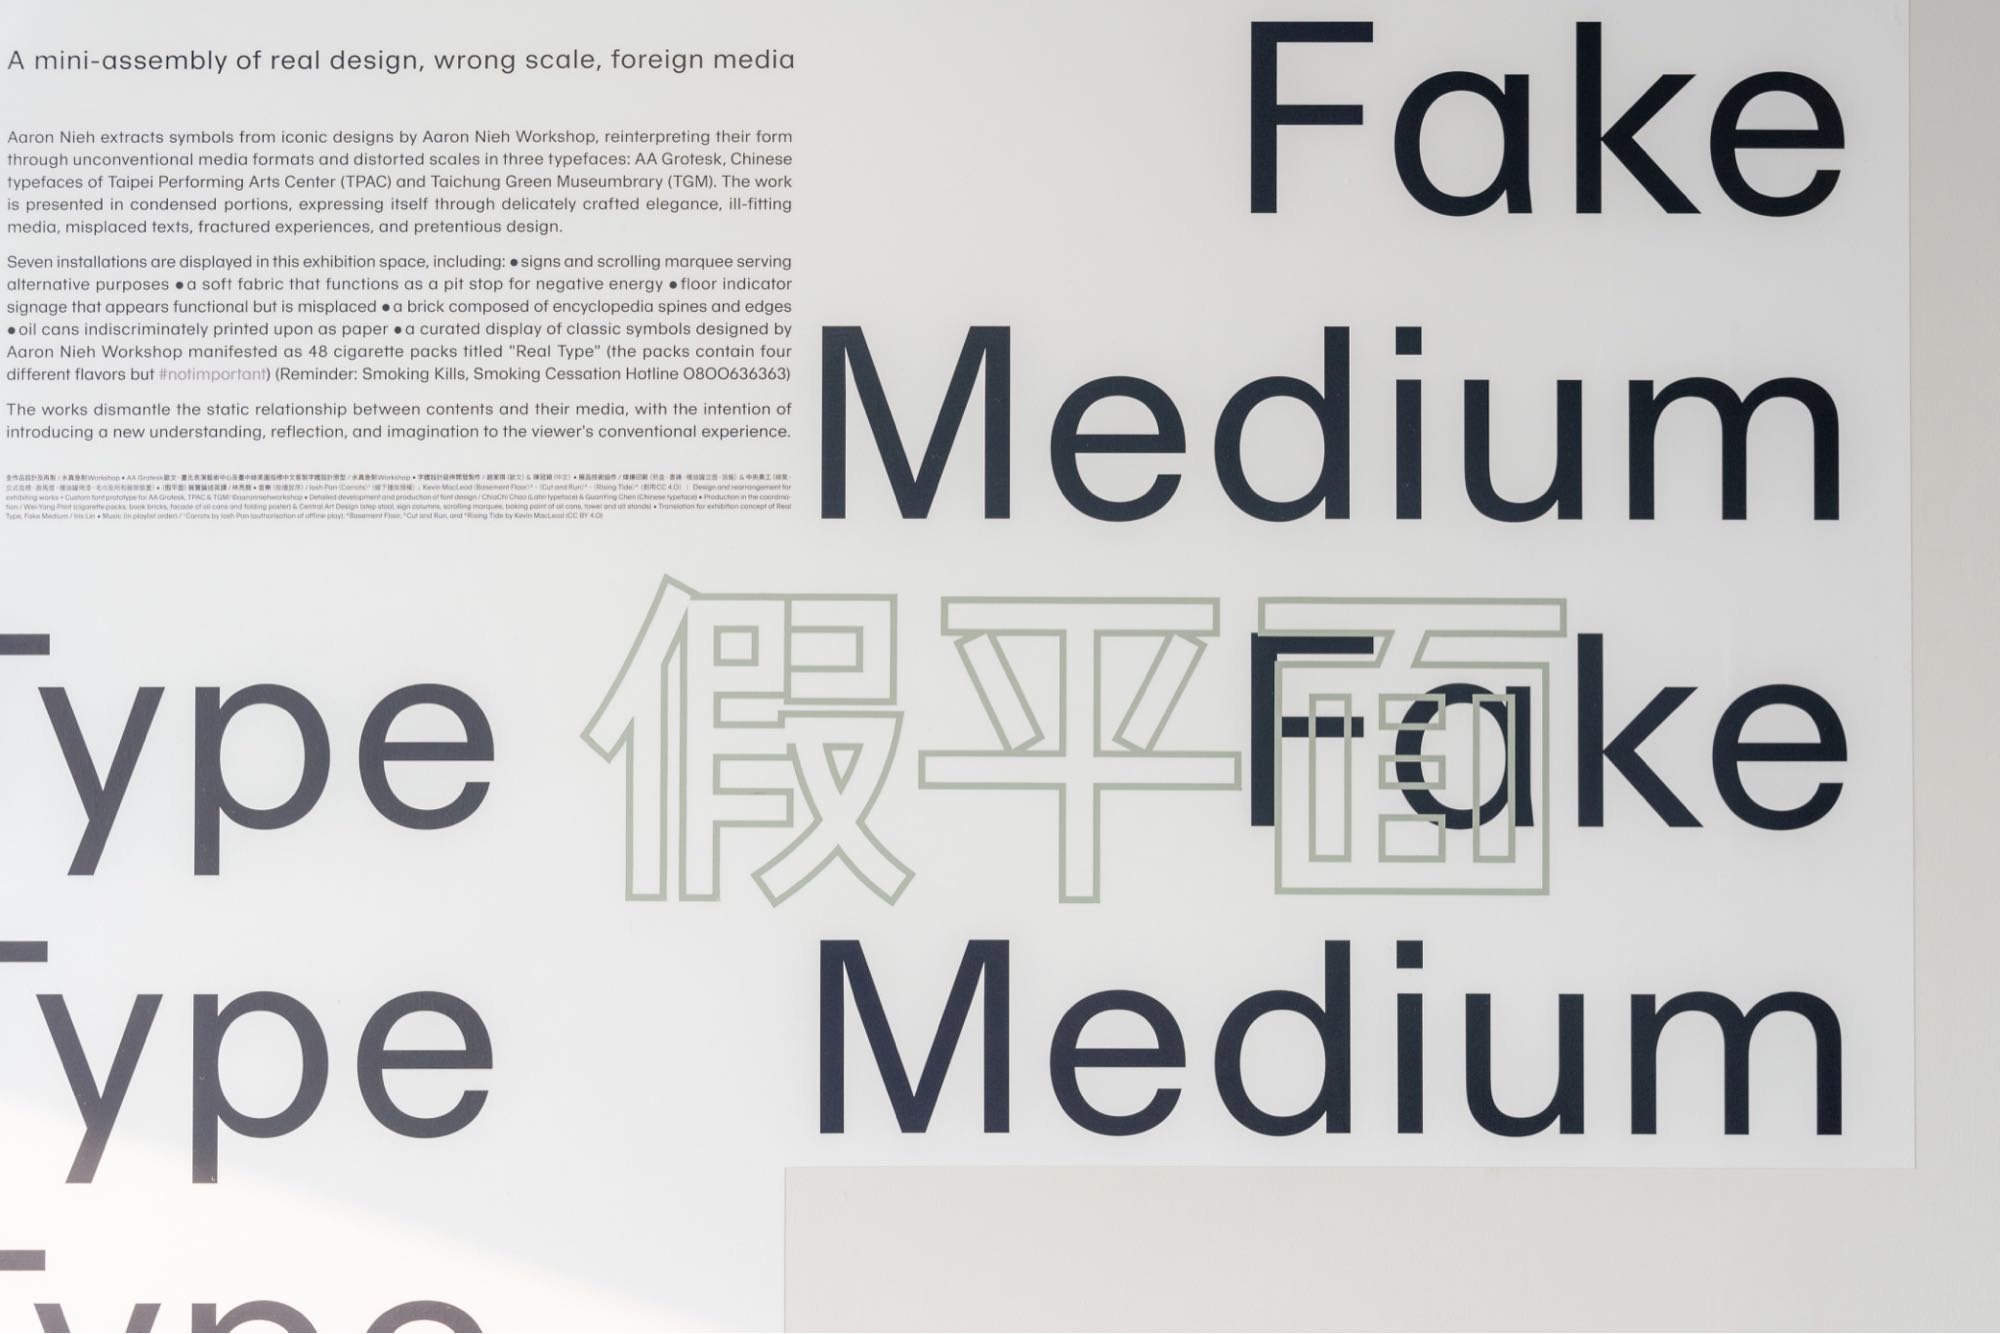 A mini-assembly of real design, wrong scale, foreign media
Aaron Nieh extracts symbols from iconic designs by Aaron Nieh Workshop, reinterpreting their form
through unconventional media formats and distorted scales in three typefaces: AA Grotesk, Chinese
typefaces of Taipei Performing Arts Center (TPAC) and Taichung Green Museumbrary (TGM). The work
is presented in condensed portions, expressing itself through delicately crafted elegance, ill-fitting
media, misplaced texts, fractured experiences, and pretentious design.
Seven installations are displayed in this exhibition space, including: ●signs and scrolling marquee serving
alternative purposes ●a soft fabric that functions as a pit stop for negative energy ●floor indicator
signage that appears functional but is misplaced ●a brick composed of encyclopedia spines and edges
●oil cans indiscriminately printed upon as paper ●a curated display of classic symbols designed by
Aaron Nieh Workshop manifested as 48 cigarette packs titled "Real Type" (the packs contain four
different flavors but #notimportant) (Reminder: Smoking Kills, Smoking Cessation Hotline 0800636363)
The works dismantle the static relationship between contents and their media, with the intention of
introducing a new understanding, reflection, and imagination to the viewer's conventional experience.
exhibiting works • Custom font prototype for AA Grotesk, TPAC & TGM/ @aaronniehworkshop • Detailed development and production of font design / ChiaChi Chao (Latin typeface) & GuanYing Chen (Chinese typeface) • Production in the coordina-
tion / Wei-Yang Print (cigarette packs, book bricks, facade of oil cans and folding poster) & Central Art Design (step stool, sign columns, scrolling marquee, baking paint of oil cans, towel and all stands) • Translation for exhibition concept of Real
Type, Fake Medium / Iris Lin • Music (in playlist order) / Carrots by Josh Pan (authorisation of offline play); Basement Floor, Cut and Run, and Rising Tide by Kevin MacLeod (CC BY 4.0)
Fake
Medium
假平面
Type
Fake
Type
Medium
Type